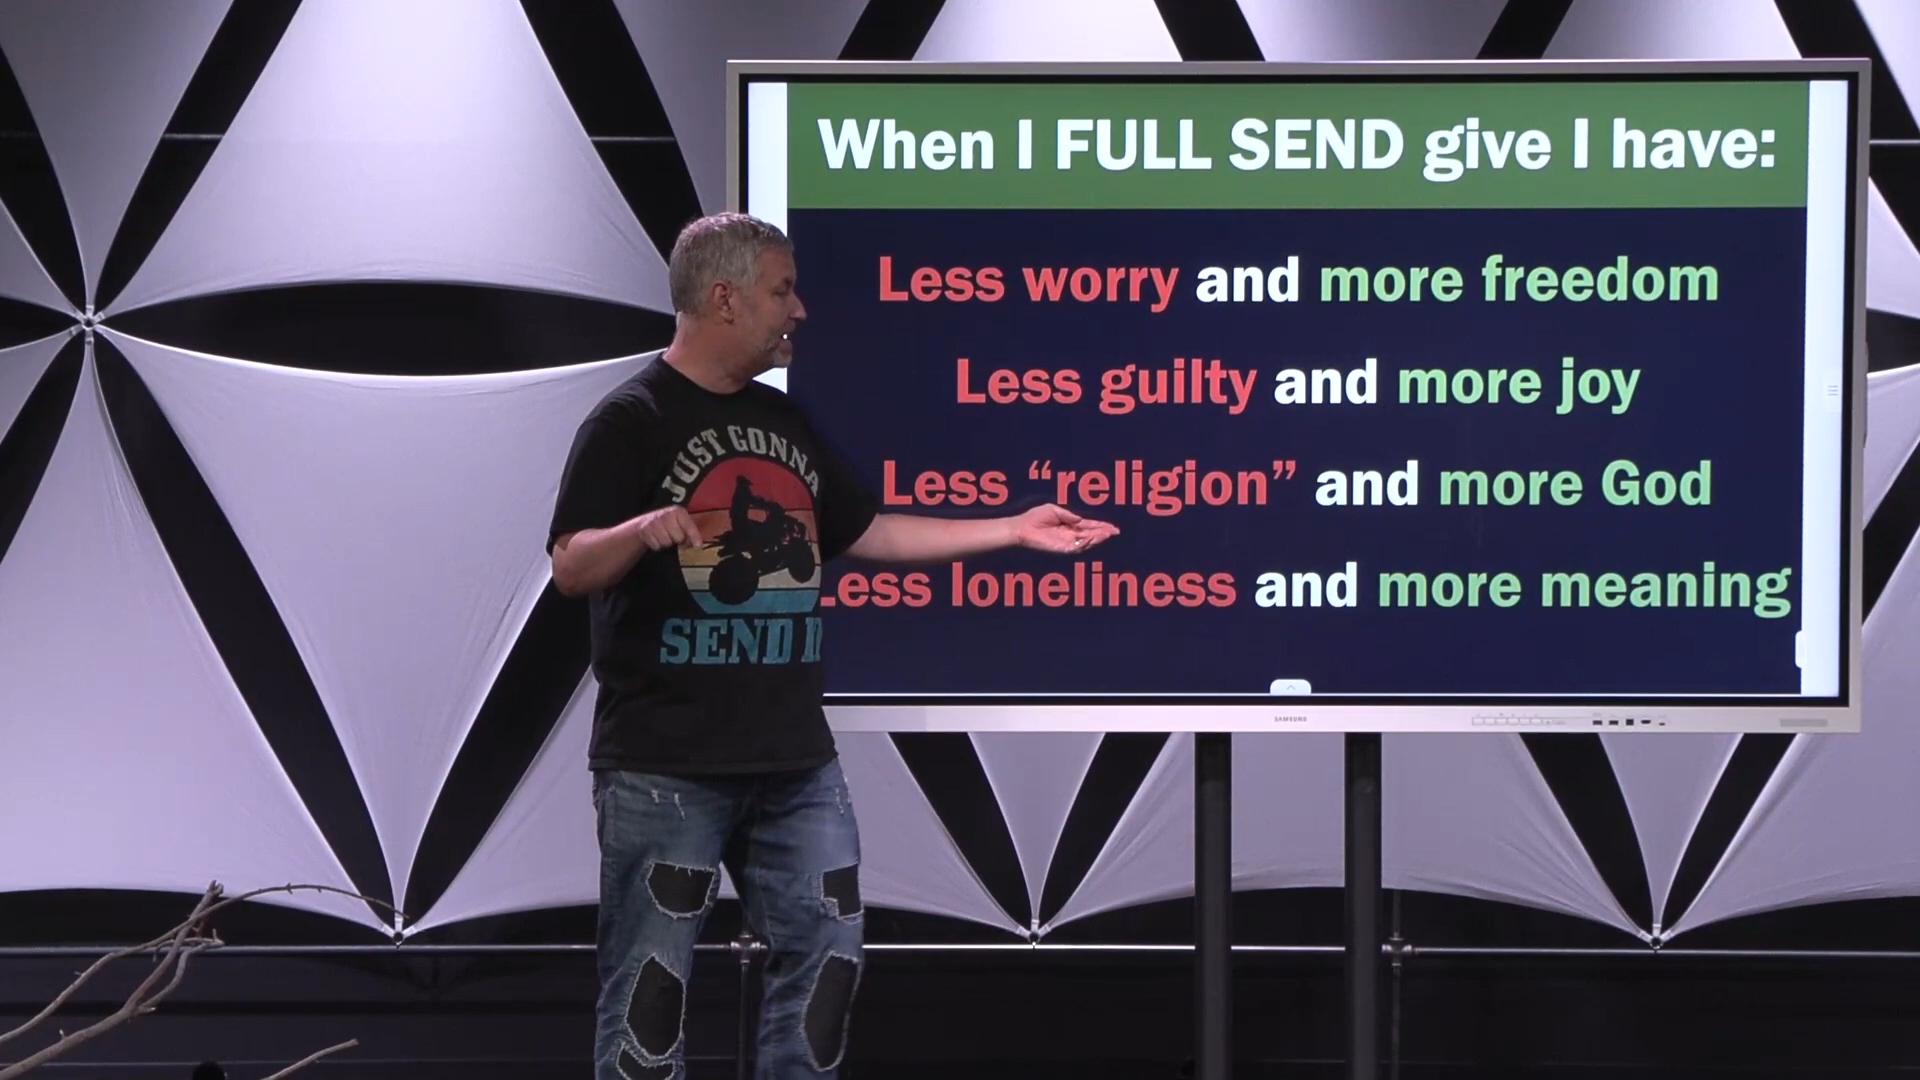 When I FULL SEND give I have:
Less worry and more freedom
Less guilty and more joy
Less “religion” and more God
Less loneliness and more meaning
JUST GONNA
SEND I
SAMSUNG